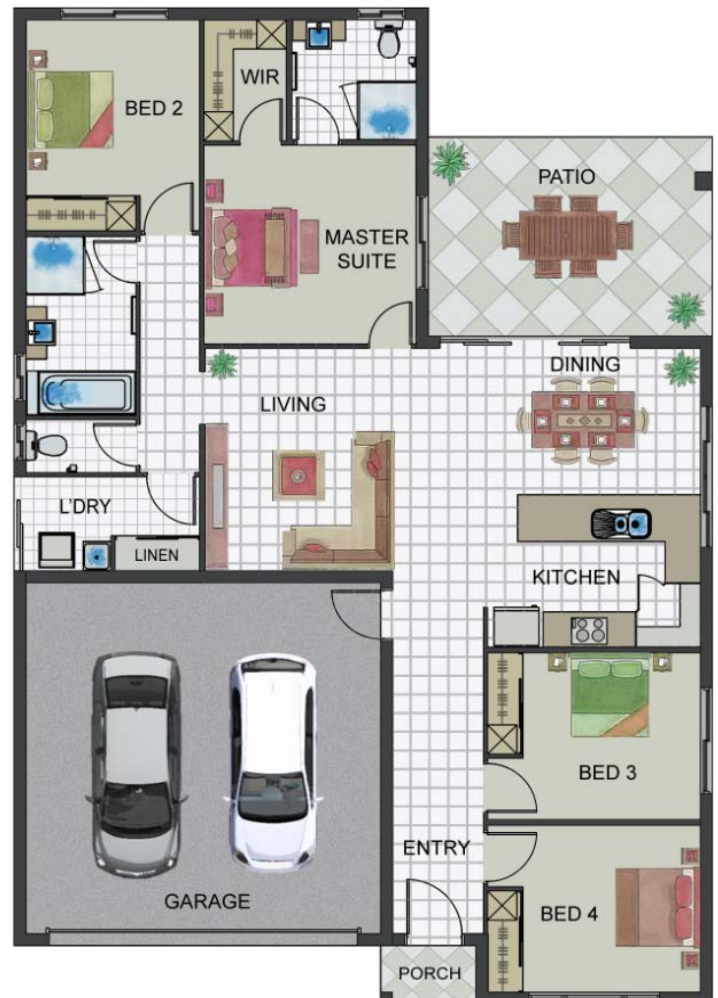 WIR
BED 2
PATIO
MASTER
SUITE
DINING
LIVING
L'DRY
LINEN
KITCHEN
BED 3
ENTRY
GARAGE
BED 4
PORCH